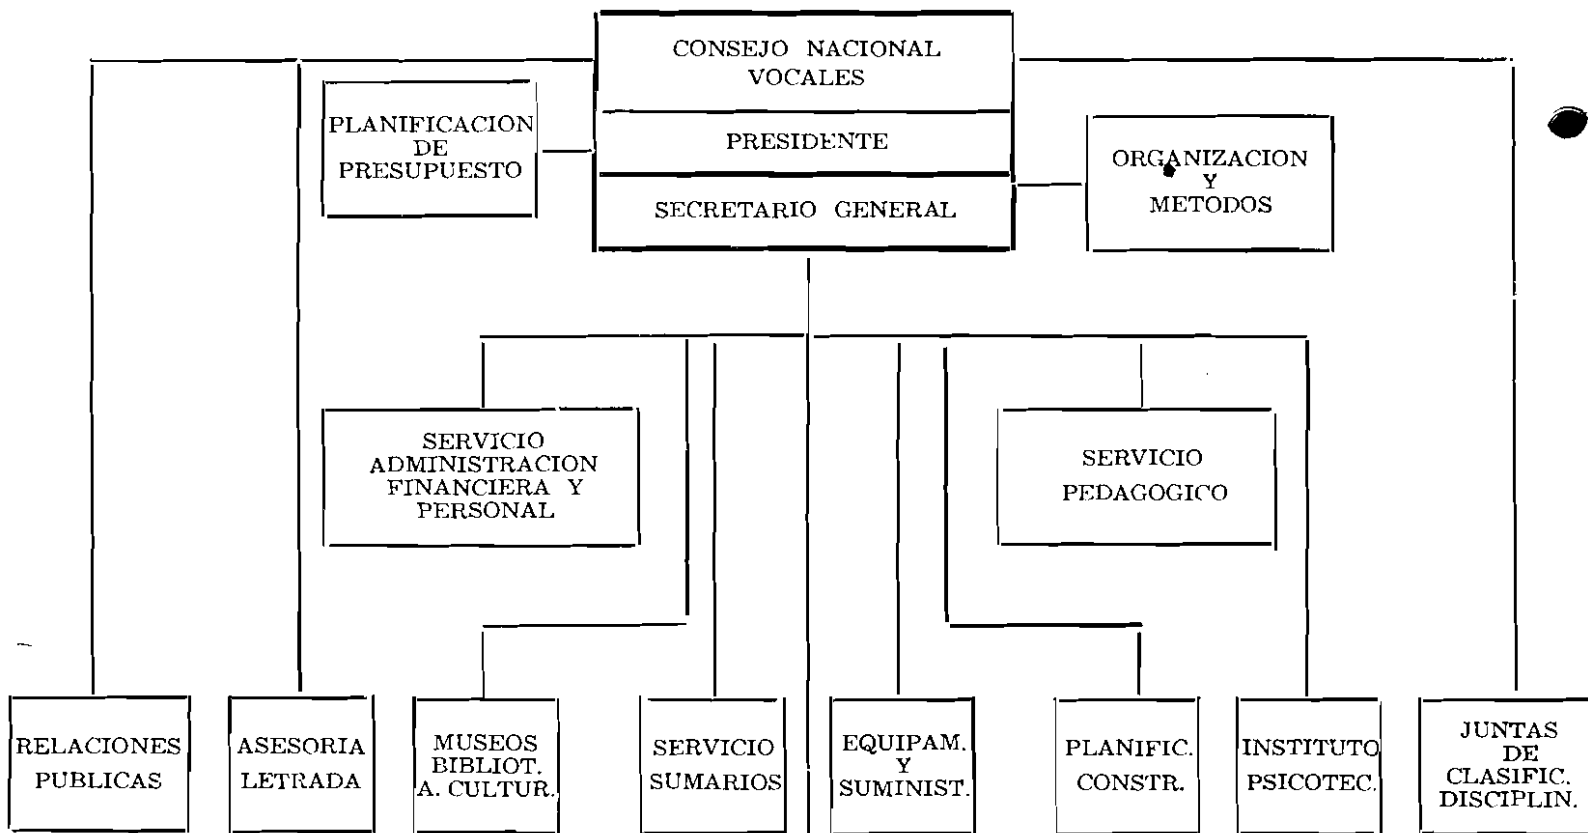 CONSEJO NACIONAL
VOCALES
PRESIDENTE
SECRETARIO GENERAL
PLANIFICACION
DE
PRESUPUESTO
ORGANIZACION
Y
METODOS
SERVICIO
ADMINISTRACION
FINANCIERA Y
PERSONAL
SERVICIO
PEDAGOGICO
RELACIONES
PUBLICAS
ASESORIA
LETRADA
MUSEOS
BIBLIOT.
A. CULTUR.
SERVICIO
SUMARIOS
EQUIPAM.
Y
SUMINIST.
PLANIFIC.
CONSTR.
INSTITUTO
PSICOTEC.
JUNTAS
DE
CLASIFIC.
DISCIPLIN.